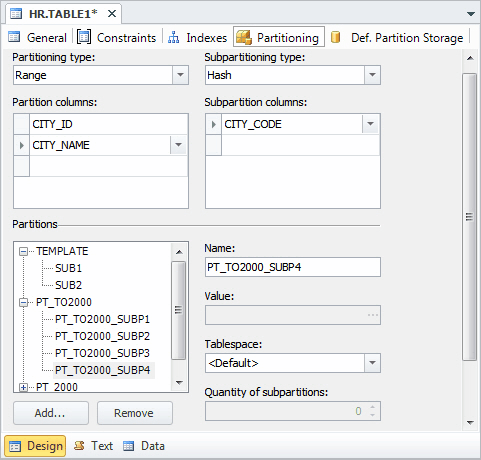 HR.TABLE1*
General Constraints Indexes Partitioning Def. Partition Storage
Partitioning type: Subpartitioning type:
Range Hash
Partition columns: Subpartition columns:
CITY_ID CITY_CODE
CITY_NAME
Partitions
TEMPLATE Name:
SUB1 PT_TO2000_SUBP4
SUB2
PT_TO2000 Value:
PT_TO2000_SUBP1 ...
PT_TO2000_SUBP2
PT_TO2000_SUBP3 Tablespace:
PT_TO2000_SUBP4 <Default>
PT_2000 Quantity of subpartitions:
Add... Remove 0
Design Text Data